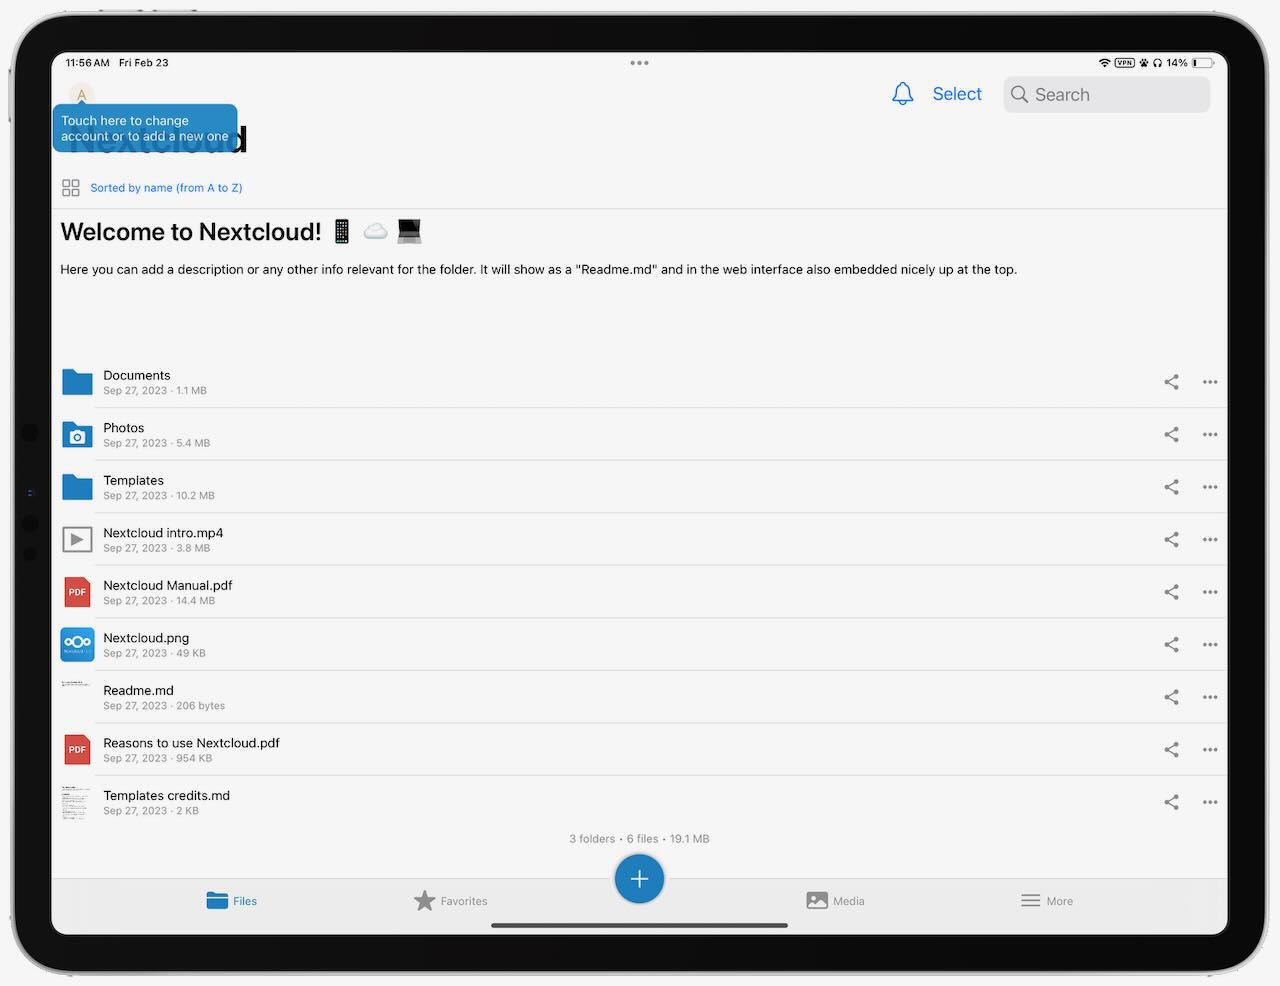 11:56 AM Fri Feb 23
VPN 14%
A
Select
Search
Touch here to change
account or to add a new one
Nextcloud
Sorted by name (from A to Z)
Welcome to Nextcloud! 📱 ☁️ 💻
Here you can add a description or any other info relevant for the folder. It will show as a "Readme.md" and in the web interface also embedded nicely up at the top.
Documents
Sep 27, 2023 · 1.1 MB
Photos
Sep 27, 2023 · 5.4 MB
Templates
Sep 27, 2023 · 10.2 MB
Nextcloud intro.mp4
Sep 27, 2023 · 3.8 MB
PDF
Nextcloud Manual.pdf
Sep 27, 2023 · 14.4 MB
Nextcloud.png
Sep 27, 2023 · 49 KB
Readme.md
Sep 27, 2023 · 206 bytes
PDF
Reasons to use Nextcloud.pdf
Sep 27, 2023 · 954 KB
Templates credits.md
Sep 27, 2023 · 2 KB
3 folders • 6 files • 19.1 MB
Files
Favorites
Media
More